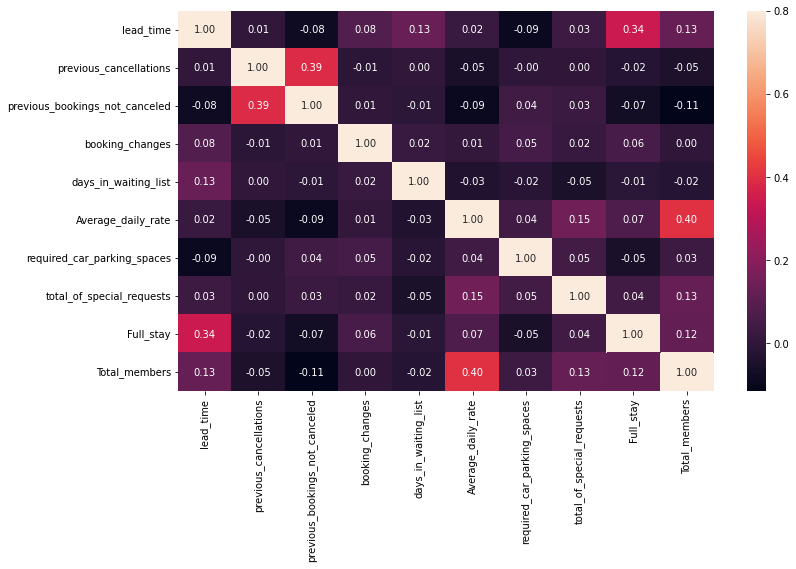 lead_time 1.00 0.01 -0.08 0.08 0.13 0.02 -0.09 0.03 0.34 0.13
previous_cancellations 0.01 1.00 0.39 -0.01 0.00 -0.05 -0.00 0.00 -0.02 -0.05
previous_bookings_not_canceled -0.08 0.39 1.00 0.01 -0.01 -0.09 0.04 0.03 -0.07 -0.11
booking_changes 0.08 -0.01 0.01 1.00 0.02 0.01 0.05 0.02 0.06 0.00
days_in_waiting_list 0.13 0.00 -0.01 0.02 1.00 -0.03 -0.02 -0.05 -0.01 -0.02
Average_daily_rate 0.02 -0.05 -0.09 0.01 -0.03 1.00 0.04 0.15 0.07 0.40
required_car_parking_spaces -0.09 -0.00 0.04 0.05 -0.02 0.04 1.00 0.05 -0.05 0.03
total_of_special_requests 0.03 0.00 0.03 0.02 -0.05 0.15 0.05 1.00 0.04 0.13
Full_stay 0.34 -0.02 -0.07 0.06 -0.01 0.07 -0.05 0.04 1.00 0.12
Total_members 0.13 -0.05 -0.11 0.00 -0.02 0.40 0.03 0.13 0.12 1.00
lead_time
previous_cancellations
previous_bookings_not_canceled
booking_changes
days_in_waiting_list
Average_daily_rate
required_car_parking_spaces
total_of_special_requests
Full_stay
Total_members
0.8
0.6
0.4
0.2
0.0